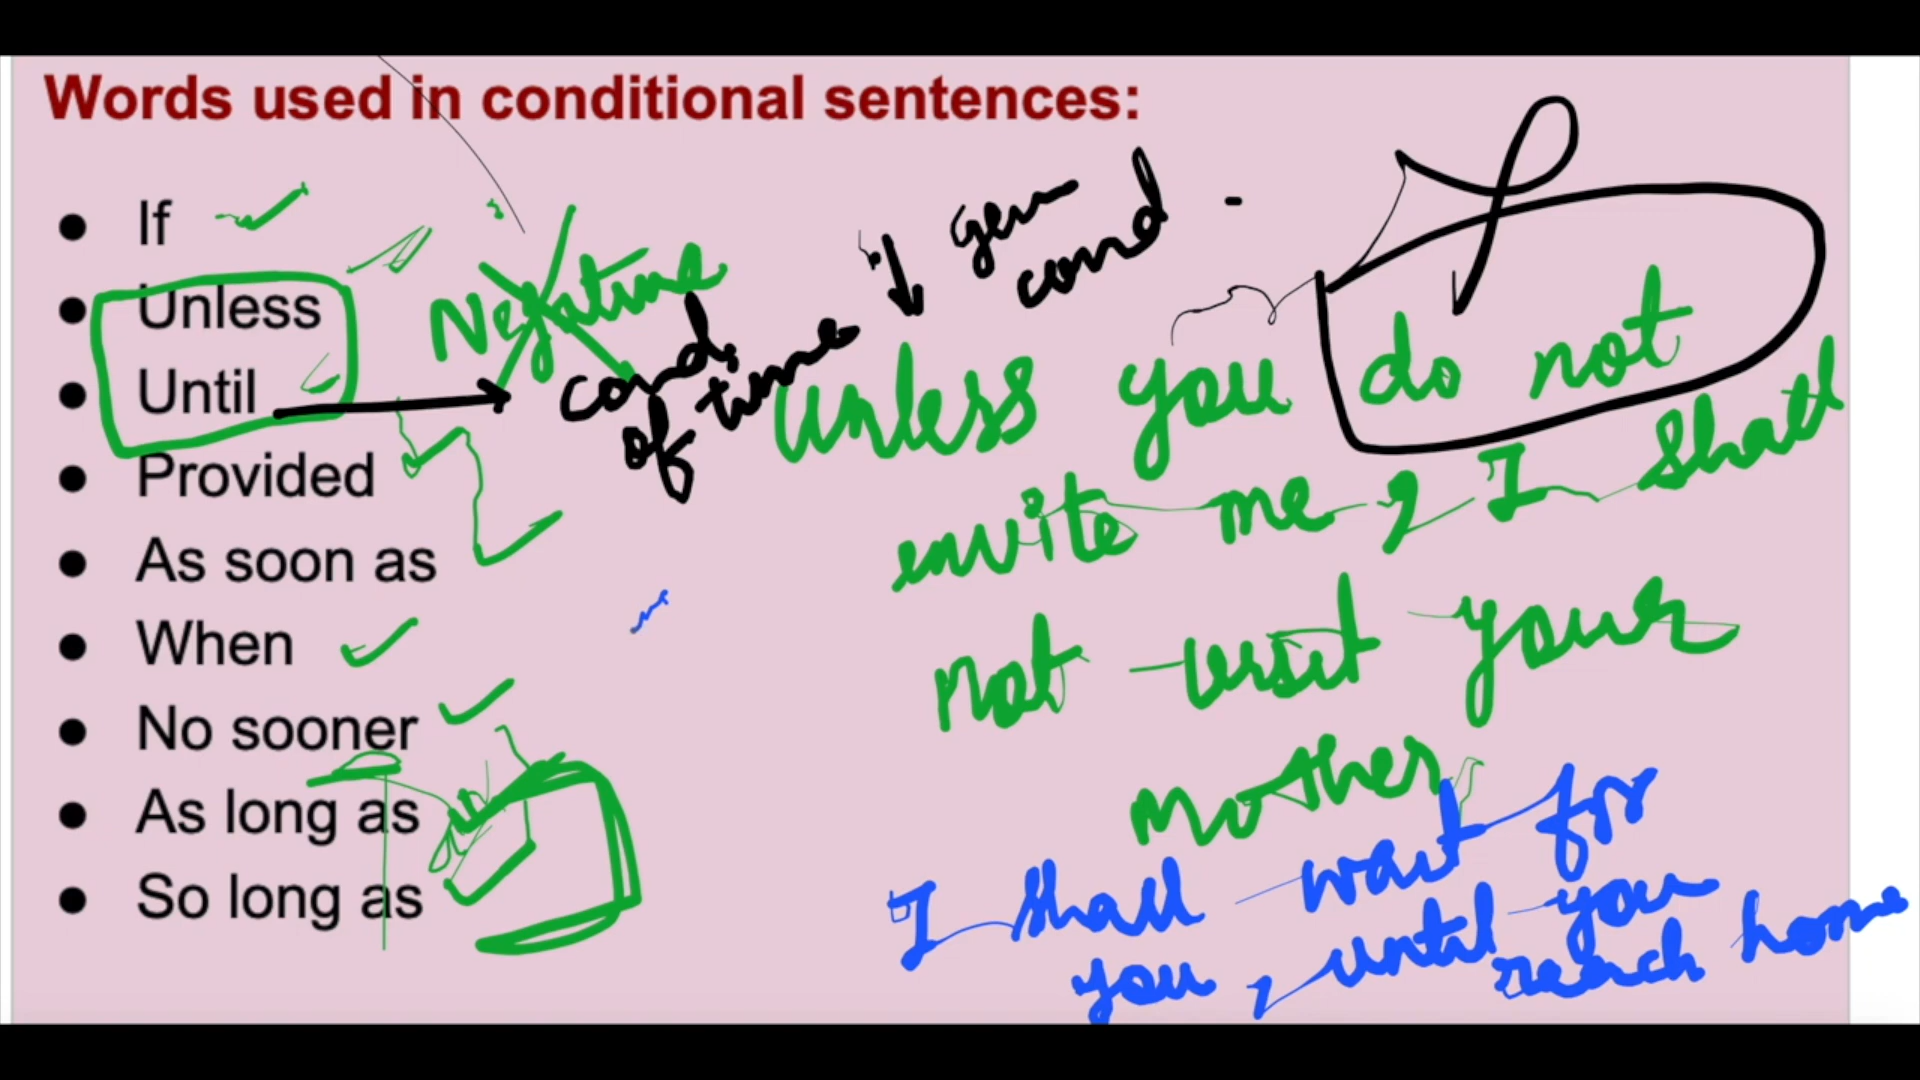 Words used in conditional sentences:
● If
● Unless
● Until
● Provided
● As soon as
● When
● No sooner
● As long as
● So long as
Negative
gen
cond
cond.
of time
unless you do not
invite me, I shall
not visit your
mother
I shall wait for
you, until you
reach home